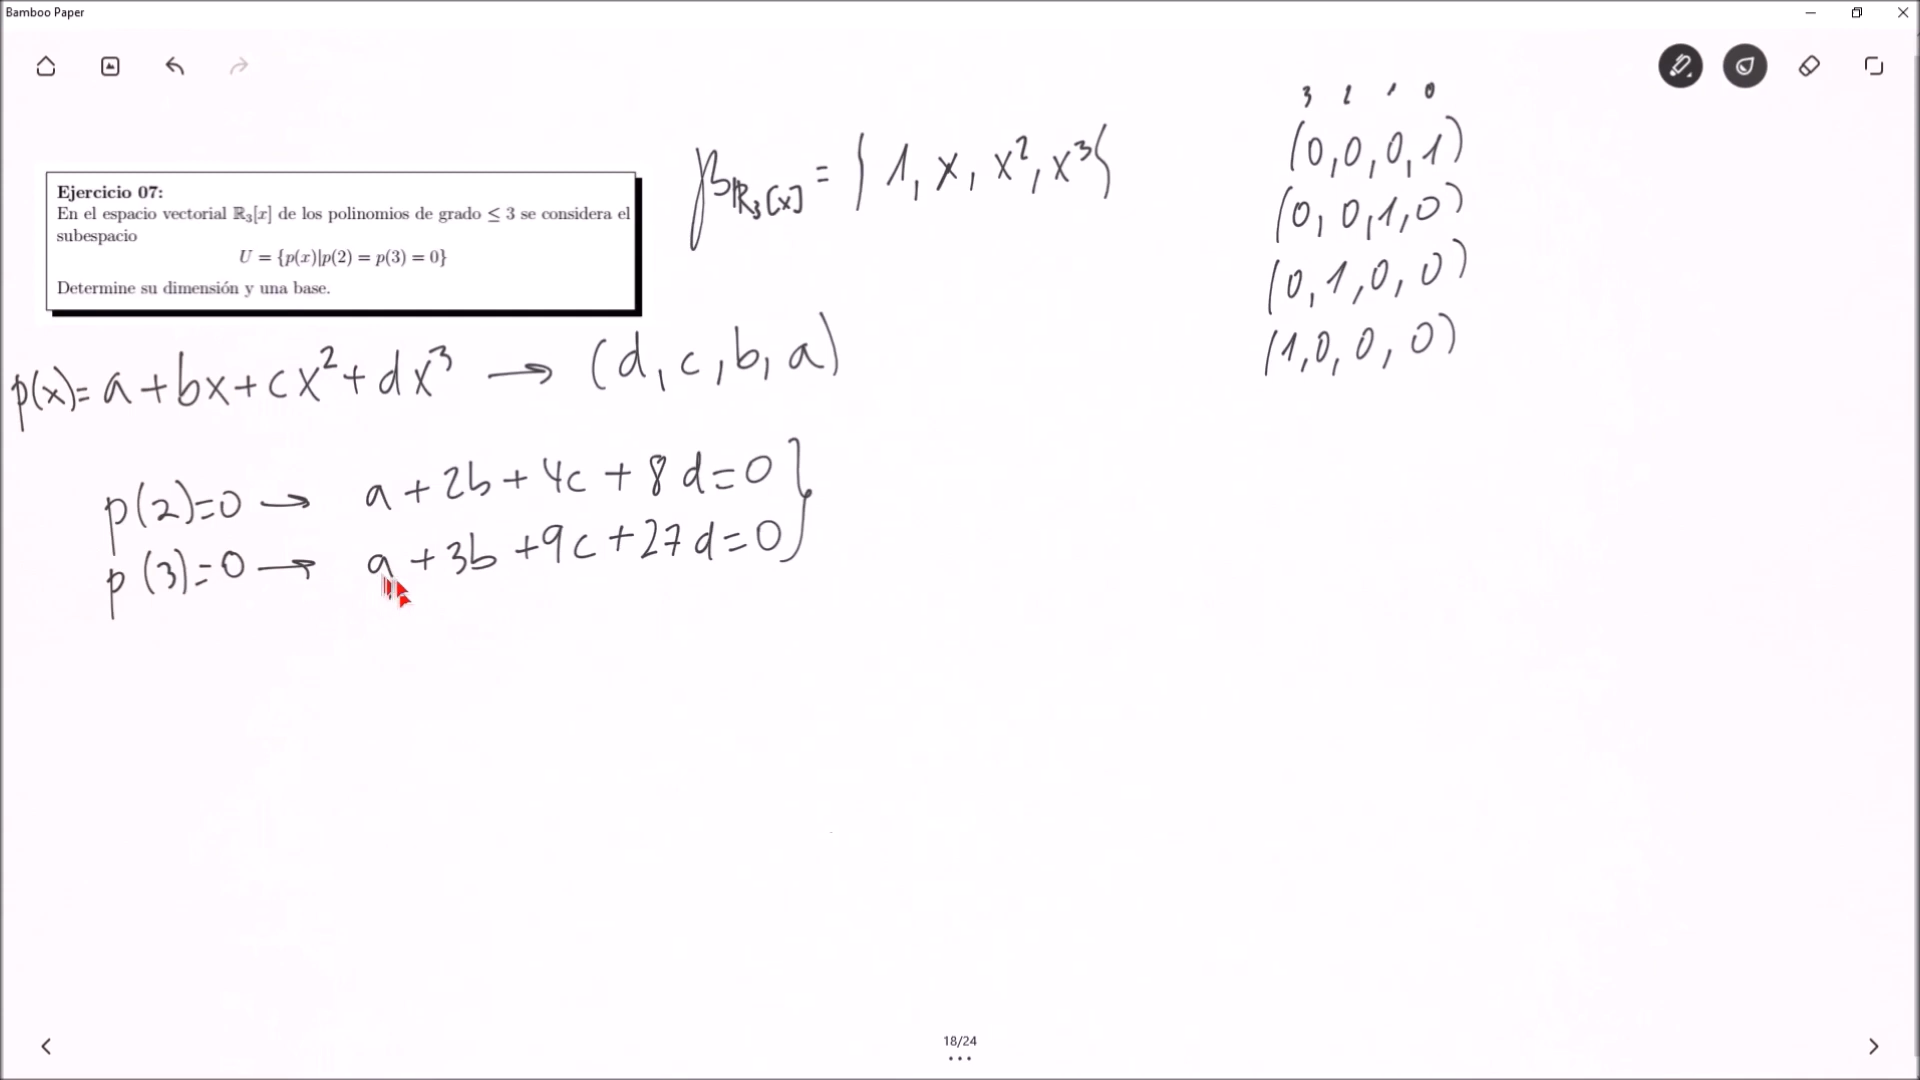 Bamboo Paper
Ejercicio 07:
En el espacio vectorial ℝ₃[x] de los polinomios de grado ≤ 3 se considera el
subespacio
U = {p(x)|p(2) = p(3) = 0}
Determine su dimensión y una base.
β_ℝ₃[x] = {1, x, x², x³}
3 2 1 0
(0,0,0,1)
(0,0,1,0)
(0,1,0,0)
(1,0,0,0)
p(x)= a+bx+cx²+dx³ → (d,c,b,a)
p(2)=0 → a+2b+4c+8d=0}
p(3)=0 → a+3b+9c+27d=0
18/24